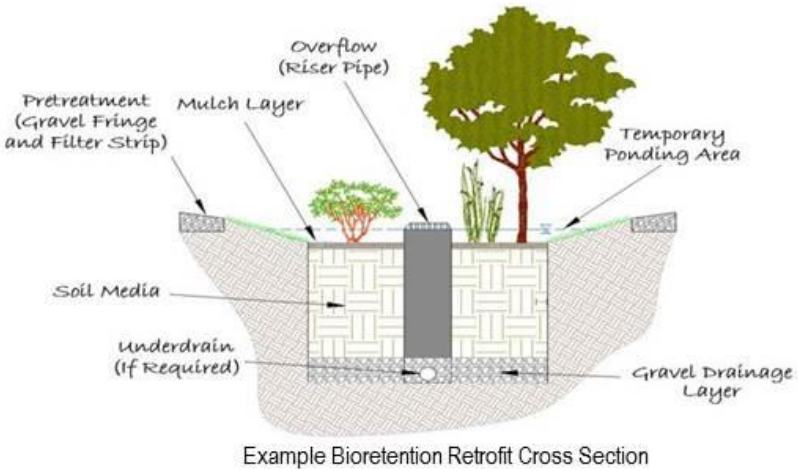 Overflow
(Riser Pipe)
Pretreatment
(Gravel Fringe
and Filter Strip)
Mulch Layer
Temporary
Ponding Area
Soil Media
Underdrain
(If Required)
Gravel Drainage
Layer
Example Bioretention Retrofit Cross Section